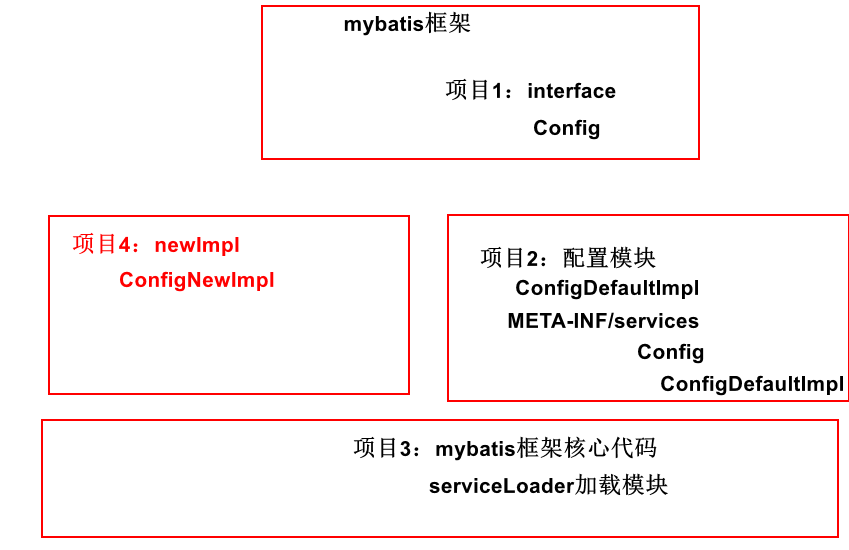 mybatis框架
项目1：interface
Config
项目4：newImpl
ConfigNewImpl
项目2：配置模块
ConfigDefaultImpl
META-INF/services
Config
ConfigDefaultImpl
项目3：mybatis框架核心代码
serviceLoader加载模块